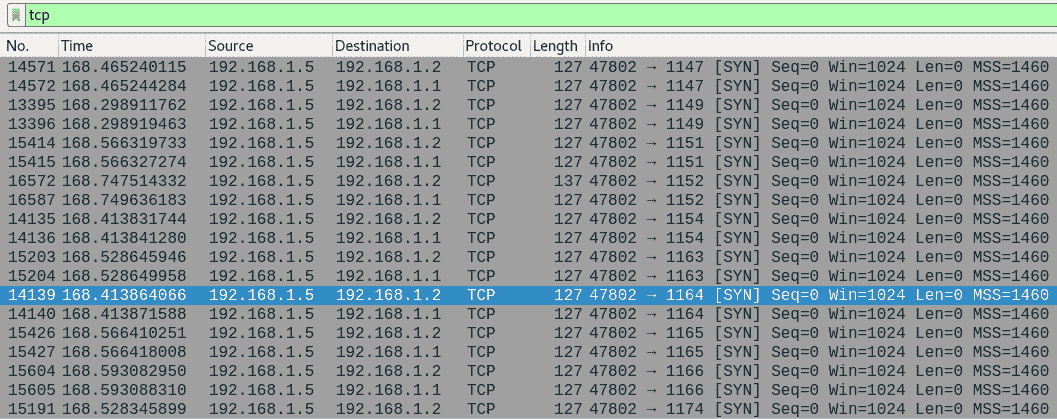 tcp
No. Time Source Destination Protocol Length Info
14571 168.465240115 192.168.1.5 192.168.1.2 TCP 127 47802 → 1147 [SYN] Seq=0 Win=1024 Len=0 MSS=1460
14572 168.465244284 192.168.1.5 192.168.1.1 TCP 127 47802 → 1147 [SYN] Seq=0 Win=1024 Len=0 MSS=1460
13395 168.298911762 192.168.1.5 192.168.1.2 TCP 127 47802 → 1149 [SYN] Seq=0 Win=1024 Len=0 MSS=1460
13396 168.298919463 192.168.1.5 192.168.1.1 TCP 127 47802 → 1149 [SYN] Seq=0 Win=1024 Len=0 MSS=1460
15414 168.566319733 192.168.1.5 192.168.1.2 TCP 127 47802 → 1151 [SYN] Seq=0 Win=1024 Len=0 MSS=1460
15415 168.566327274 192.168.1.5 192.168.1.1 TCP 127 47802 → 1151 [SYN] Seq=0 Win=1024 Len=0 MSS=1460
16572 168.747514332 192.168.1.5 192.168.1.2 TCP 137 47802 → 1152 [SYN] Seq=0 Win=1024 Len=0 MSS=1460
16587 168.749636183 192.168.1.5 192.168.1.1 TCP 127 47802 → 1152 [SYN] Seq=0 Win=1024 Len=0 MSS=1460
14135 168.413831744 192.168.1.5 192.168.1.2 TCP 127 47802 → 1154 [SYN] Seq=0 Win=1024 Len=0 MSS=1460
14136 168.413841280 192.168.1.5 192.168.1.1 TCP 127 47802 → 1154 [SYN] Seq=0 Win=1024 Len=0 MSS=1460
15203 168.528645946 192.168.1.5 192.168.1.2 TCP 127 47802 → 1163 [SYN] Seq=0 Win=1024 Len=0 MSS=1460
15204 168.528649958 192.168.1.5 192.168.1.1 TCP 127 47802 → 1163 [SYN] Seq=0 Win=1024 Len=0 MSS=1460
14139 168.413864066 192.168.1.5 192.168.1.2 TCP 127 47802 → 1164 [SYN] Seq=0 Win=1024 Len=0 MSS=1460
14140 168.413871588 192.168.1.5 192.168.1.1 TCP 127 47802 → 1164 [SYN] Seq=0 Win=1024 Len=0 MSS=1460
15426 168.566410251 192.168.1.5 192.168.1.2 TCP 127 47802 → 1165 [SYN] Seq=0 Win=1024 Len=0 MSS=1460
15427 168.566418008 192.168.1.5 192.168.1.1 TCP 127 47802 → 1165 [SYN] Seq=0 Win=1024 Len=0 MSS=1460
15604 168.593082950 192.168.1.5 192.168.1.2 TCP 127 47802 → 1166 [SYN] Seq=0 Win=1024 Len=0 MSS=1460
15605 168.593088310 192.168.1.5 192.168.1.1 TCP 127 47802 → 1166 [SYN] Seq=0 Win=1024 Len=0 MSS=1460
15191 168.528345899 192.168.1.5 192.168.1.2 TCP 127 47802 → 1174 [SYN] Seq=0 Win=1024 Len=0 MSS=1460